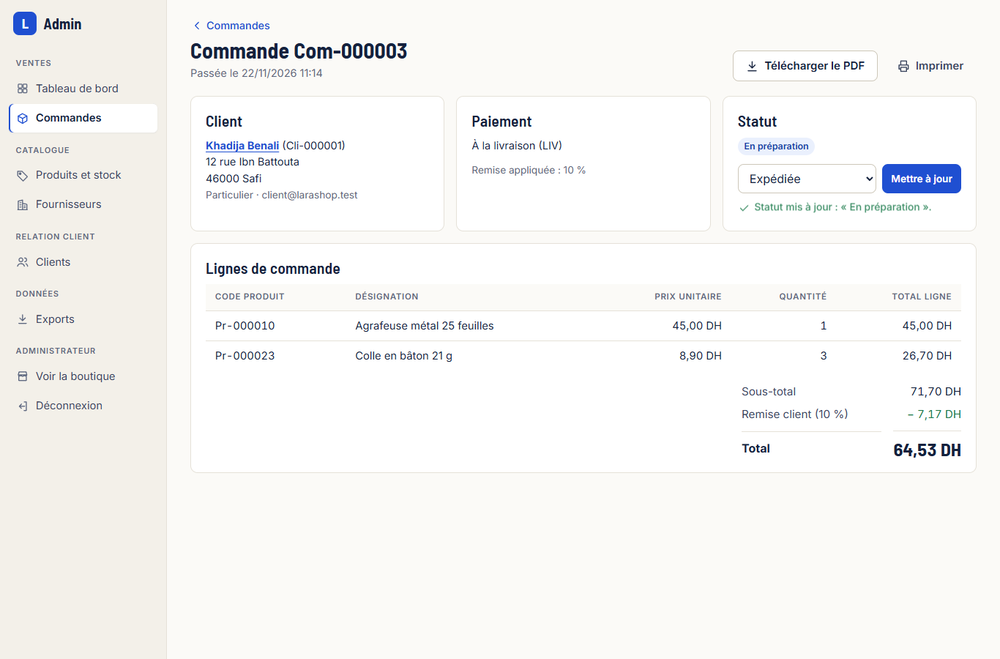 L Admin
VENTES
Tableau de bord
Commandes
CATALOGUE
Produits et stock
Fournisseurs
RELATION CLIENT
Clients
DONNÉES
Exports
ADMINISTRATEUR
Voir la boutique
Déconnexion
Commandes
Commande Com-000003
Passée le 22/11/2026 11:14
Télécharger le PDF
Imprimer
Client
Khadija Benali (Cli-000001)
12 rue Ibn Battouta
46000 Safi
Particulier · client@larashop.test
Paiement
À la livraison (LIV)
Remise appliquée : 10 %
Statut
En préparation
Expédiée
Mettre à jour
Statut mis à jour : « En préparation ».
Lignes de commande
CODE PRODUIT DÉSIGNATION PRIX UNITAIRE QUANTITÉ TOTAL LIGNE
Pr-000010 Agrafeuse métal 25 feuilles 45,00 DH 1 45,00 DH
Pr-000023 Colle en bâton 21 g 8,90 DH 3 26,70 DH
Sous-total 71,70 DH
Remise client (10 %) − 7,17 DH
Total 64,53 DH